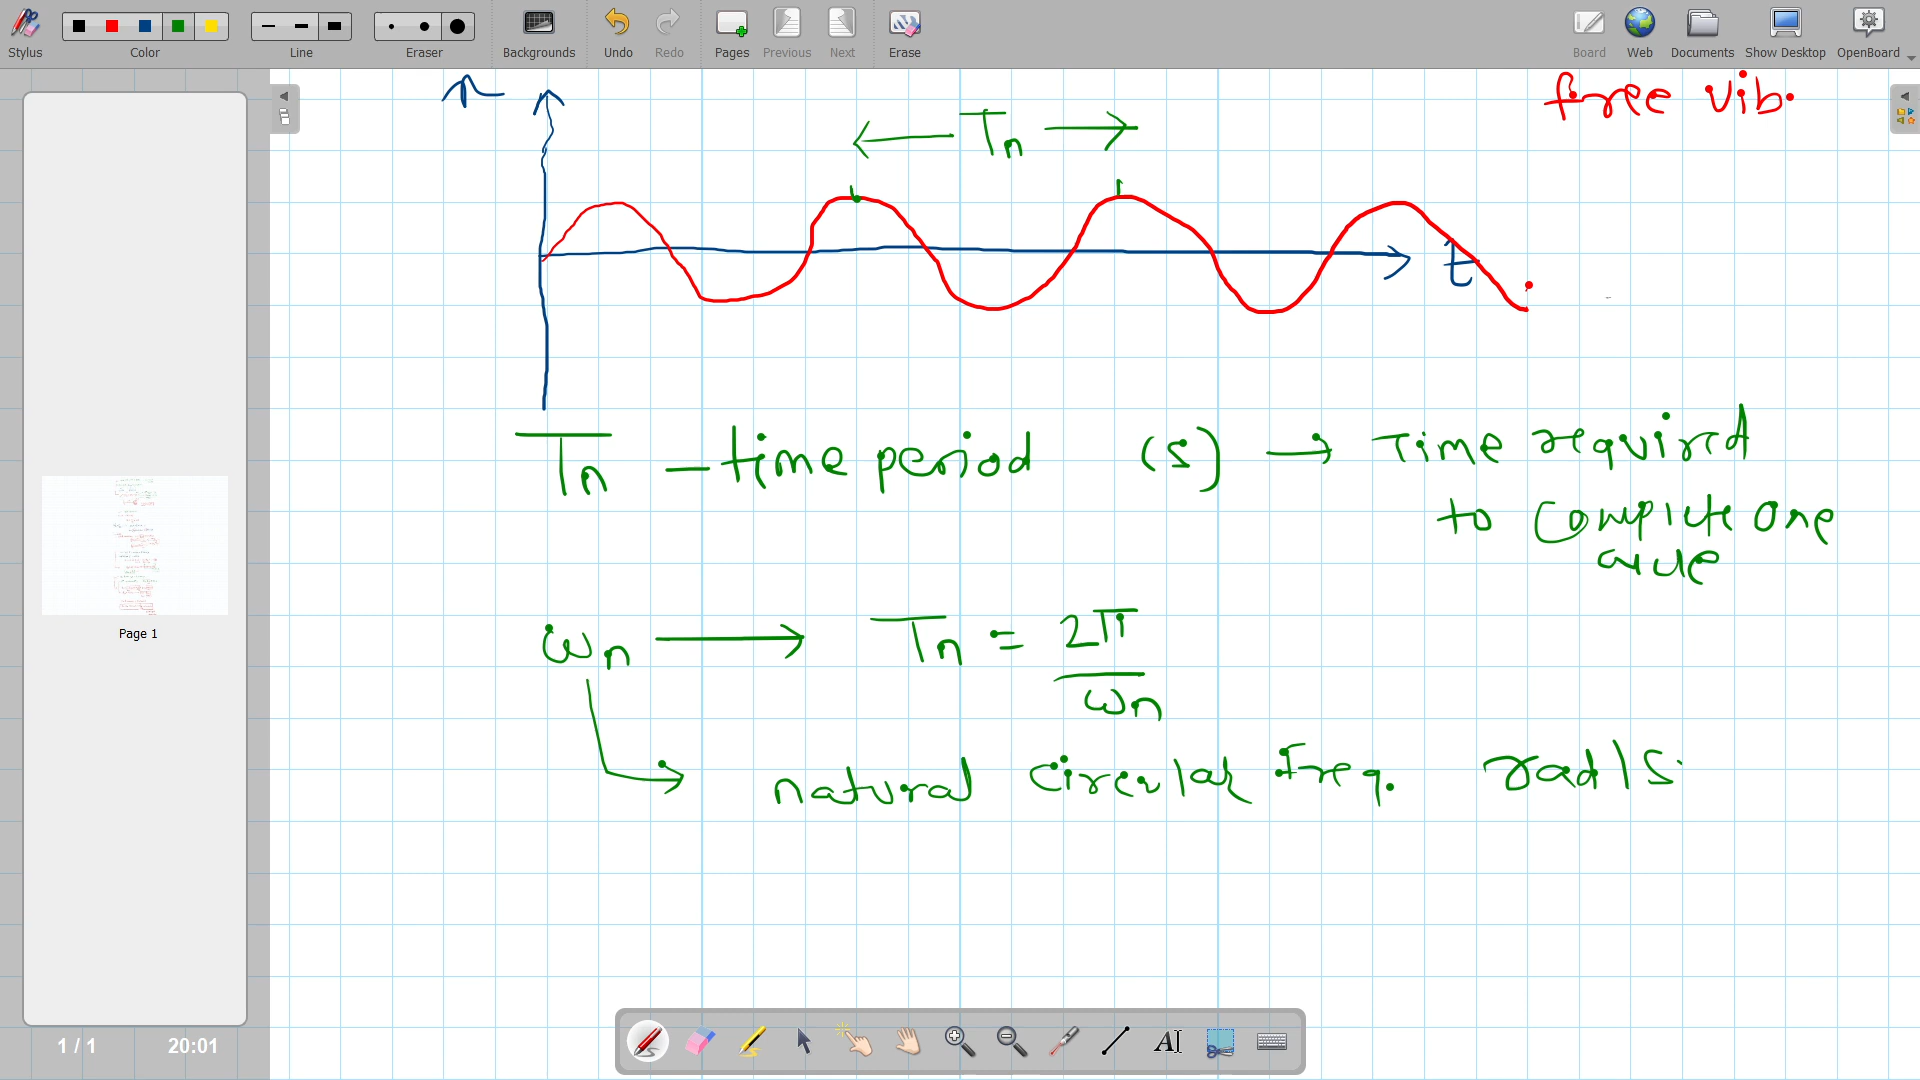 Stylus Color Line Eraser Backgrounds Undo Redo Pages Previous Next Erase Board Web Documents Show Desktop OpenBoard
free vib.
Tn
t
Tn - time period (s) → Time required
to complete one
cycle
ωn → Tn = 2π
ωn
natural circular freq. rad/s
Page 1
1 / 1 20:01